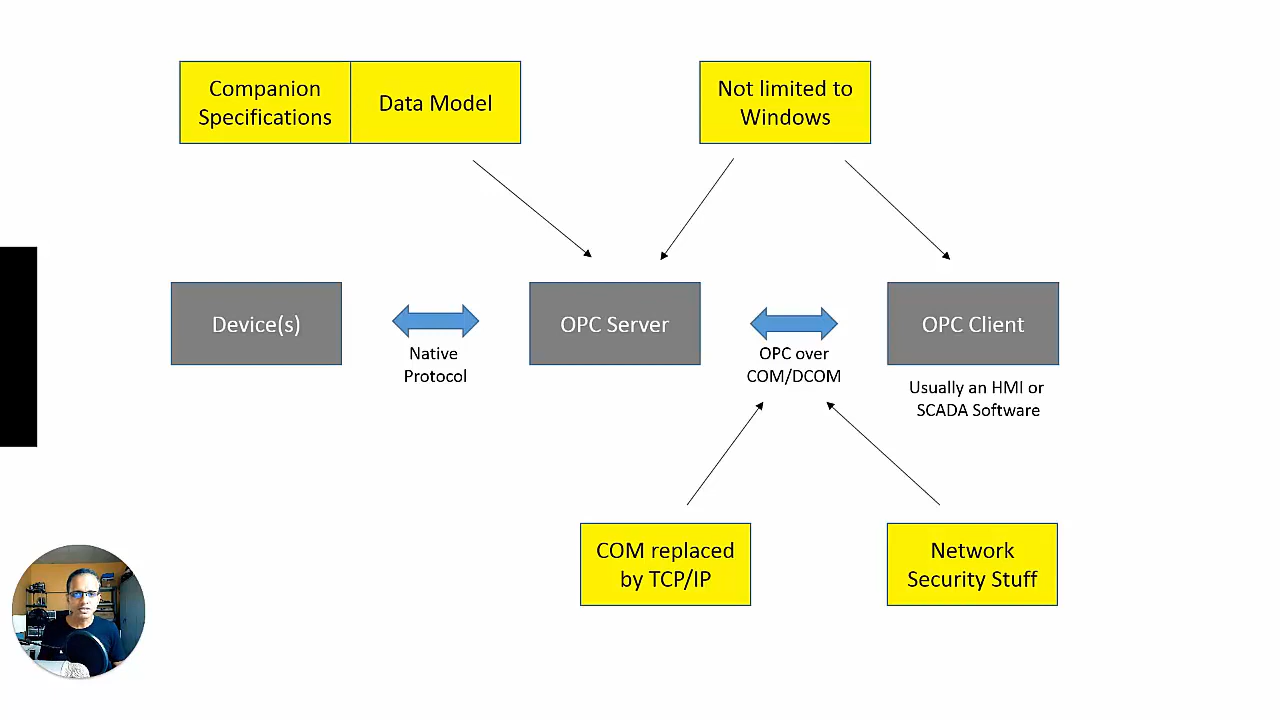 Companion
Specifications
Data Model
Not limited to
Windows
Device(s)
Native
Protocol
OPC Server
OPC over
COM/DCOM
OPC Client
Usually an HMI or
SCADA Software
COM replaced
by TCP/IP
Network
Security Stuff